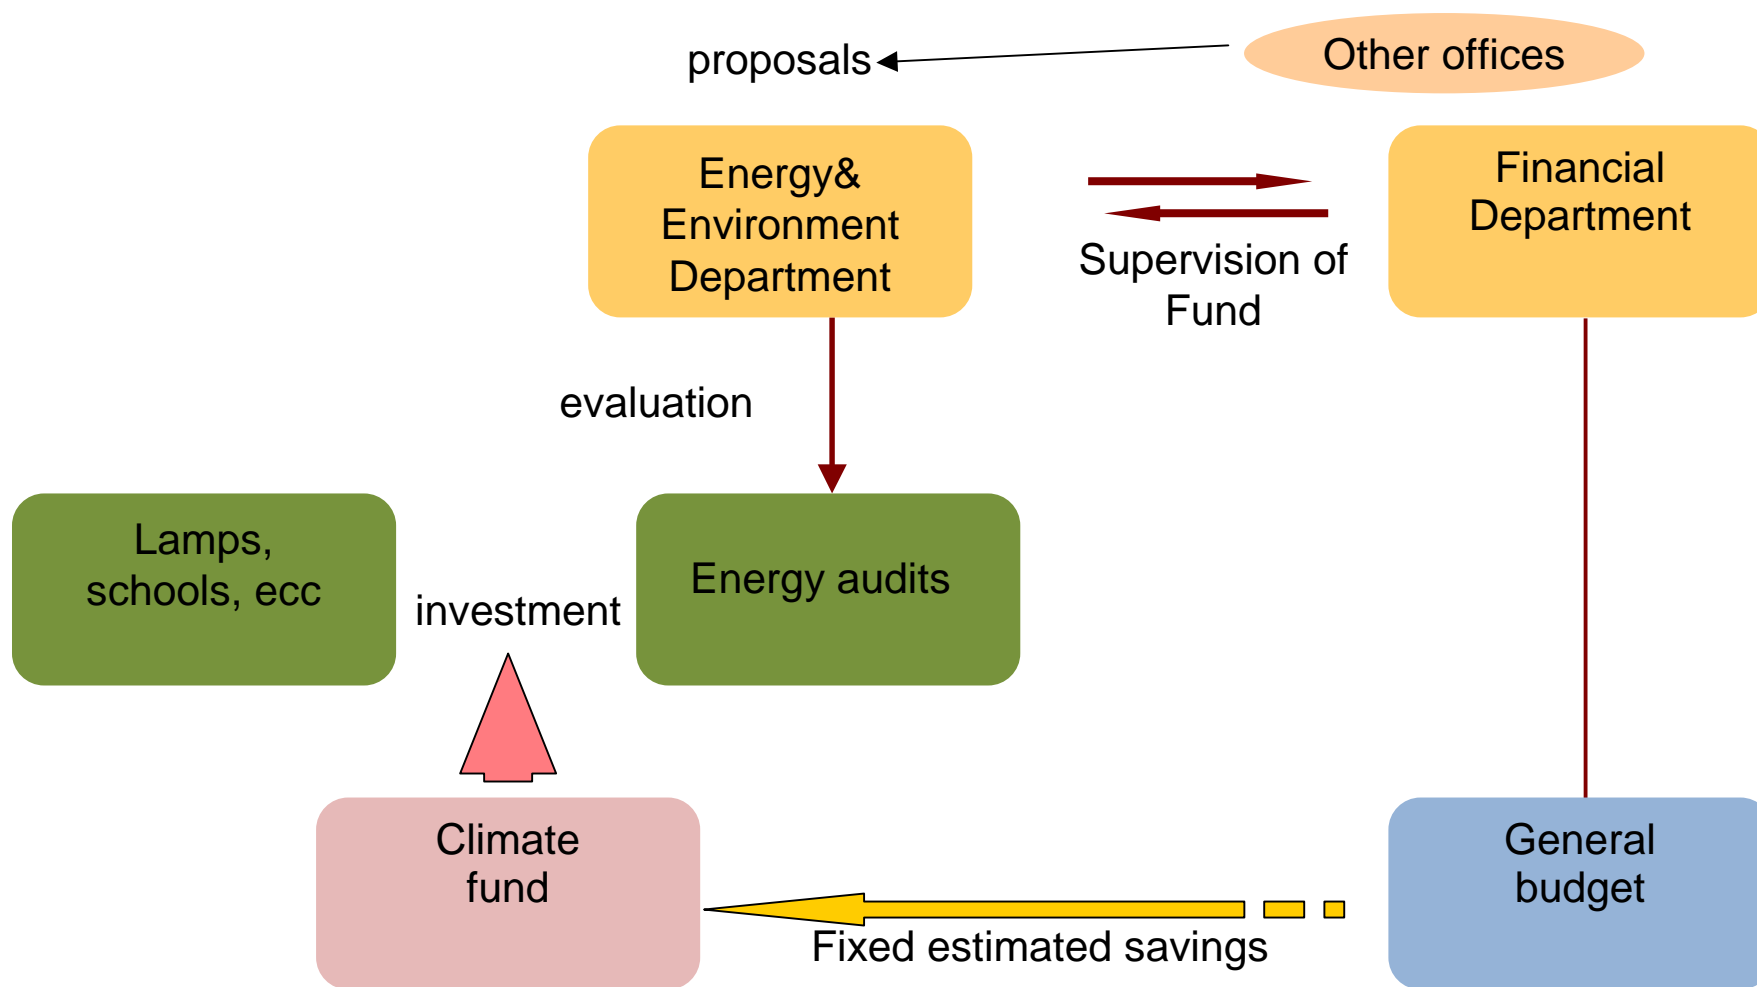 proposals
Other offices
Energy&
Environment
Department
Financial
Department
Supervision of
Fund
evaluation
Lamps,
schools, ecc
investment
Energy audits
Climate
fund
General
budget
Fixed estimated savings